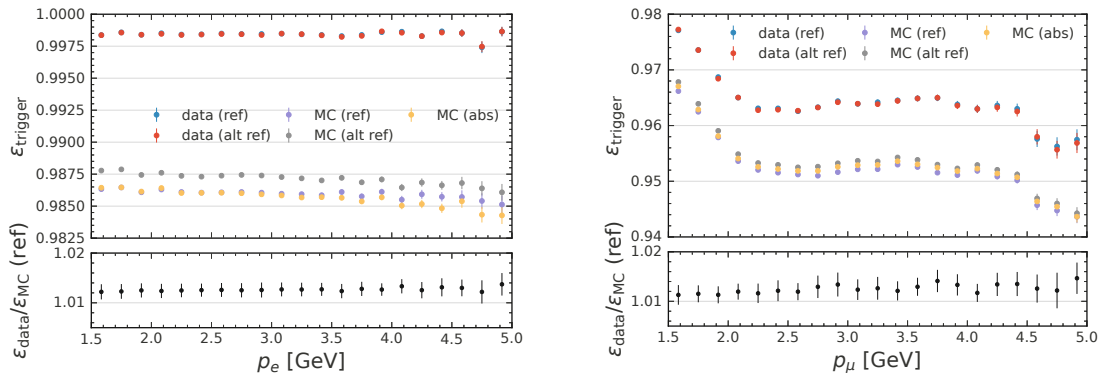 1.0000
0.9975
0.9950
0.9925
0.9900
0.9875
0.9850
0.9825
ε_trigger
data (ref)
data (alt ref)
MC (ref)
MC (alt ref)
MC (abs)
1.02
1.01
ε_data/ε_MC (ref)
1.5 2.0 2.5 3.0 3.5 4.0 4.5 5.0
p_e [GeV]
0.98
0.97
0.96
0.95
0.94
ε_trigger
data (ref)
data (alt ref)
MC (ref)
MC (alt ref)
MC (abs)
1.02
1.01
ε_data/ε_MC (ref)
1.5 2.0 2.5 3.0 3.5 4.0 4.5 5.0
p_μ [GeV]